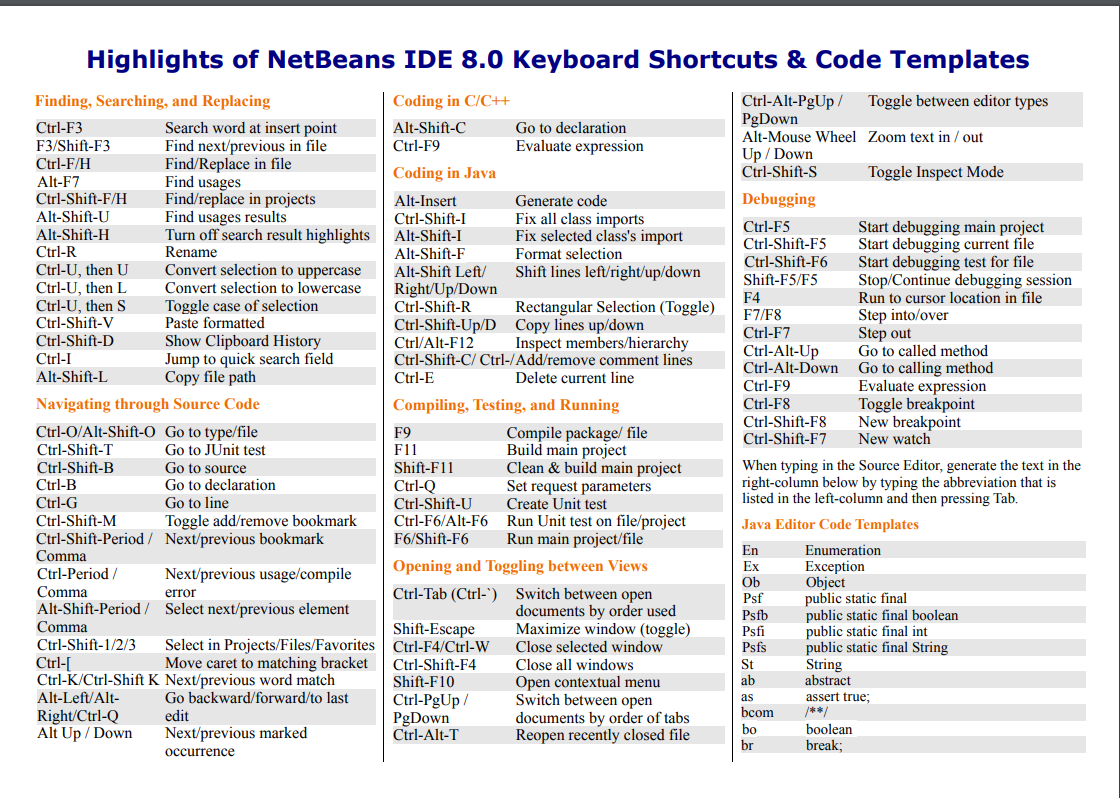 Highlights of NetBeans IDE 8.0 Keyboard Shortcuts & Code Templates
Finding, Searching, and Replacing
Ctrl-F3 Search word at insert point
F3/Shift-F3 Find next/previous in file
Ctrl-F/H Find/Replace in file
Alt-F7 Find usages
Ctrl-Shift-F/H Find/replace in projects
Alt-Shift-U Find usages results
Alt-Shift-H Turn off search result highlights
Ctrl-R Rename
Ctrl-U, then U Convert selection to uppercase
Ctrl-U, then L Convert selection to lowercase
Ctrl-U, then S Toggle case of selection
Ctrl-Shift-V Paste formatted
Ctrl-Shift-D Show Clipboard History
Ctrl-I Jump to quick search field
Alt-Shift-L Copy file path
Navigating through Source Code
Ctrl-O/Alt-Shift-O Go to type/file
Ctrl-Shift-T Go to JUnit test
Ctrl-Shift-B Go to source
Ctrl-B Go to declaration
Ctrl-G Go to line
Ctrl-Shift-M Toggle add/remove bookmark
Ctrl-Shift-Period / Next/previous bookmark
Comma
Ctrl-Period / Next/previous usage/compile
Comma error
Alt-Shift-Period / Select next/previous element
Comma
Ctrl-Shift-1/2/3 Select in Projects/Files/Favorites
Ctrl-[ Move caret to matching bracket
Ctrl-K/Ctrl-Shift K Next/previous word match
Alt-Left/Alt- Go backward/forward/to last
Right/Ctrl-Q edit
Alt Up / Down Next/previous marked
occurrence
Coding in C/C++
Alt-Shift-C Go to declaration
Ctrl-F9 Evaluate expression
Coding in Java
Alt-Insert Generate code
Ctrl-Shift-I Fix all class imports
Alt-Shift-I Fix selected class's import
Alt-Shift-F Format selection
Alt-Shift Left/ Shift lines left/right/up/down
Right/Up/Down
Ctrl-Shift-R Rectangular Selection (Toggle)
Ctrl-Shift-Up/D Copy lines up/down
Ctrl/Alt-F12 Inspect members/hierarchy
Ctrl-Shift-C/ Ctrl-/Add/remove comment lines
Ctrl-E Delete current line
Compiling, Testing, and Running
F9 Compile package/ file
F11 Build main project
Shift-F11 Clean & build main project
Ctrl-Q Set request parameters
Ctrl-Shift-U Create Unit test
Ctrl-F6/Alt-F6 Run Unit test on file/project
F6/Shift-F6 Run main project/file
Opening and Toggling between Views
Ctrl-Tab (Ctrl-`) Switch between open
documents by order used
Shift-Escape Maximize window (toggle)
Ctrl-F4/Ctrl-W Close selected window
Ctrl-Shift-F4 Close all windows
Shift-F10 Open contextual menu
Ctrl-PgUp / Switch between open
PgDown documents by order of tabs
Ctrl-Alt-T Reopen recently closed file
Ctrl-Alt-PgUp / Toggle between editor types
PgDown
Alt-Mouse Wheel Zoom text in / out
Up / Down
Ctrl-Shift-S Toggle Inspect Mode
Debugging
Ctrl-F5 Start debugging main project
Ctrl-Shift-F5 Start debugging current file
Ctrl-Shift-F6 Start debugging test for file
Shift-F5/F5 Stop/Continue debugging session
F4 Run to cursor location in file
F7/F8 Step into/over
Ctrl-F7 Step out
Ctrl-Alt-Up Go to called method
Ctrl-Alt-Down Go to calling method
Ctrl-F9 Evaluate expression
Ctrl-F8 Toggle breakpoint
Ctrl-Shift-F8 New breakpoint
Ctrl-Shift-F7 New watch
When typing in the Source Editor, generate the text in the
right-column below by typing the abbreviation that is
listed in the left-column and then pressing Tab.
Java Editor Code Templates
En Enumeration
Ex Exception
Ob Object
Psf public static final
Psfb public static final boolean
Psfi public static final int
Psfs public static final String
St String
ab abstract
as assert true;
bcom /**/
bo boolean
br break;